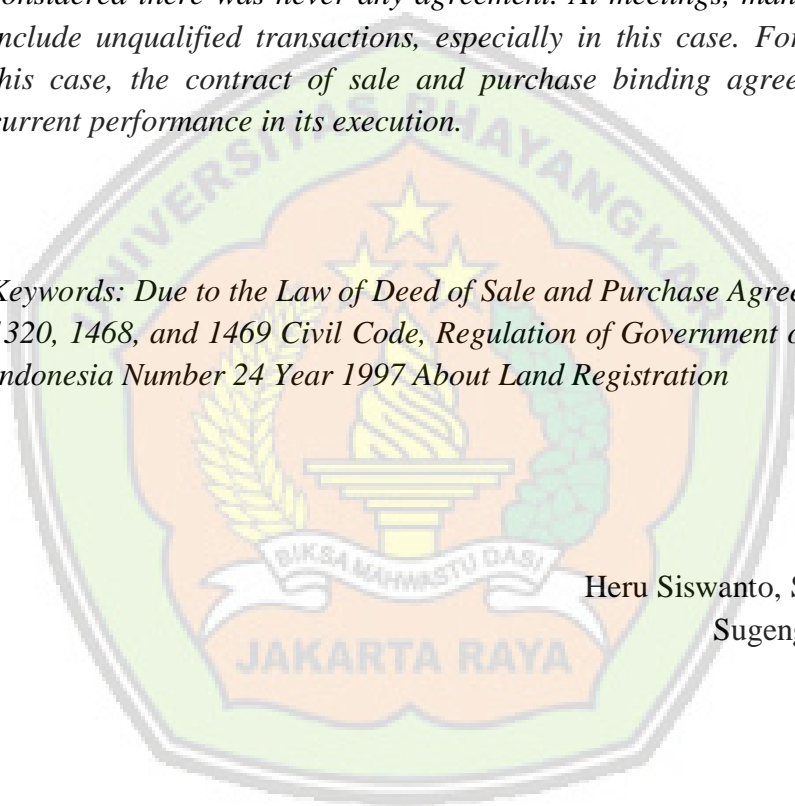 considered there was never any agreement. At meetings, man
include unqualified transactions, especially in this case. For
this case, the contract of sale and purchase binding agree
current performance in its execution.
UNIVERSITAS BHAYANGKARA
Keywords: Due to the Law of Deed of Sale and Purchase Agree
1320, 1468, and 1469 Civil Code, Regulation of Government o
Indonesia Number 24 Year 1997 About Land Registration
BIKSA MAHWASTU DASI
Heru Siswanto, S
Sugeng
JAKARTA RAYA